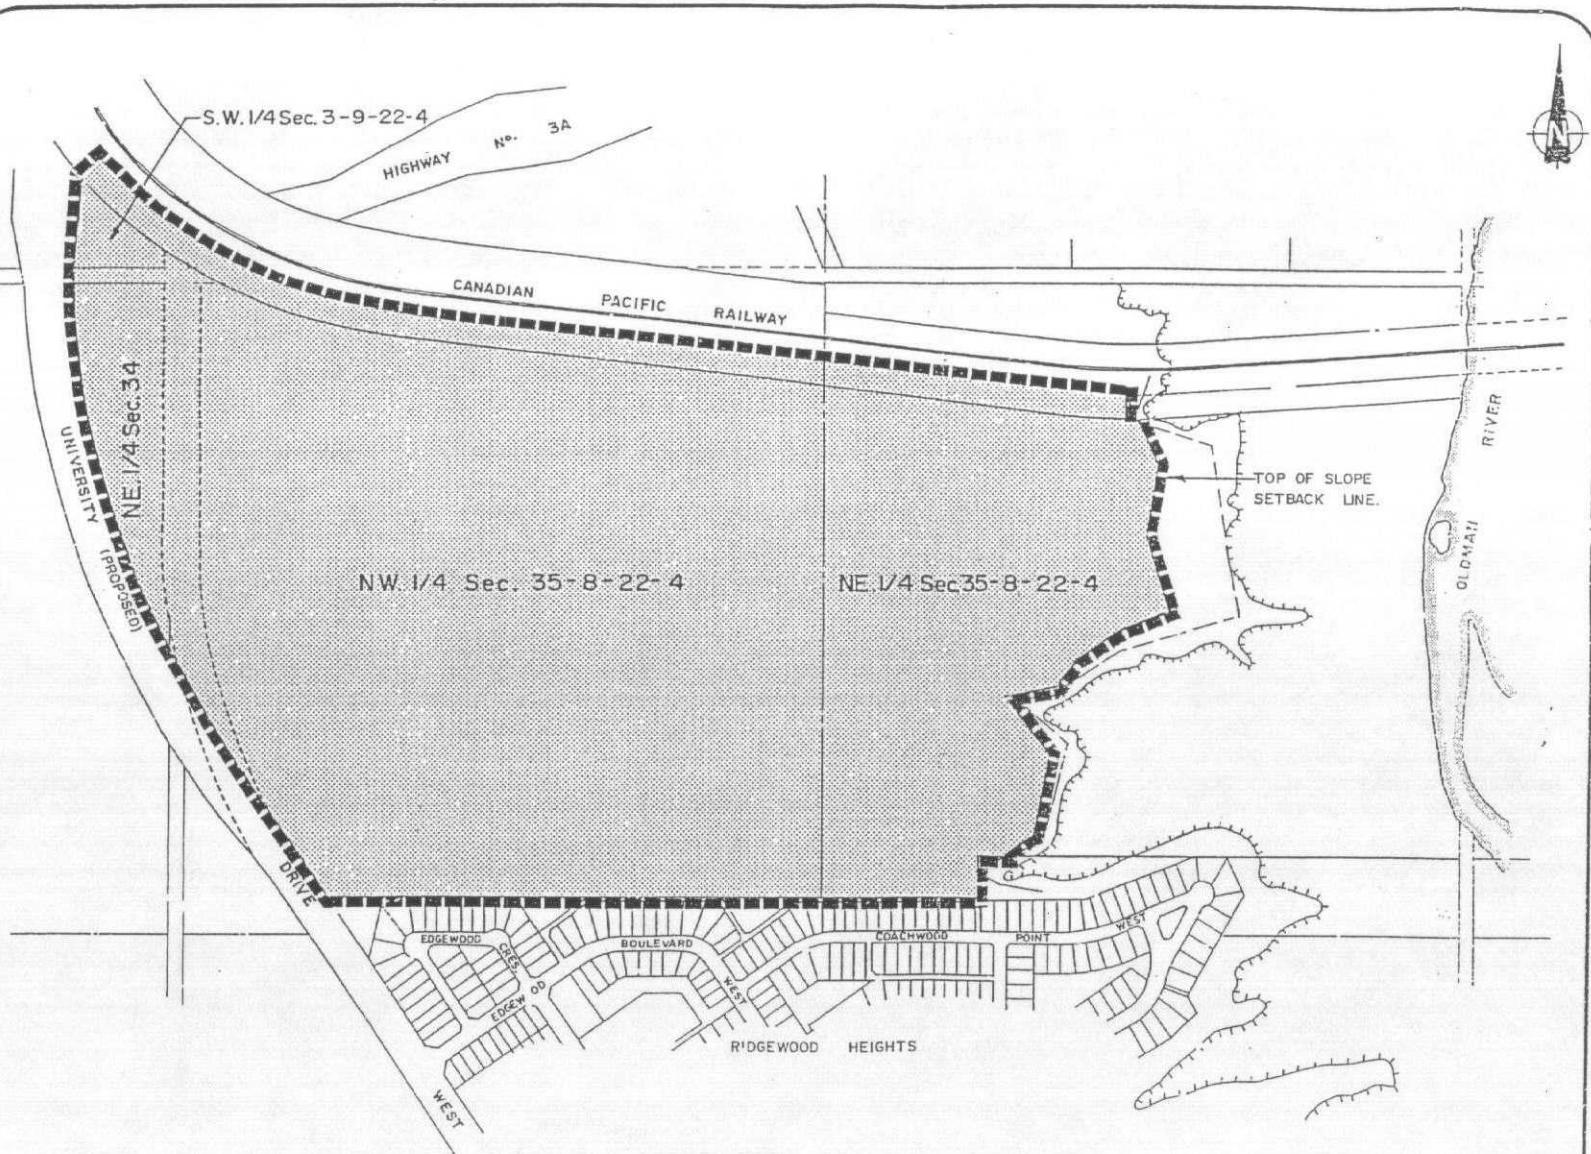 S.W. 1/4 Sec. 3-9-22-4
HIGHWAY No. 3A
N
CANADIAN PACIFIC RAILWAY
NE. 1/4 Sec. 34
UNIVERSITY
(PROPOSED)
DRIVE
WEST
N.W. 1/4 Sec. 35-8-22-4
NE. 1/4 Sec 35-8-22-4
TOP OF SLOPE
SETBACK LINE.
OLDMAN RIVER
EDGEWOOD
CRES.
EDGEW OD
BOULEVARD
WEST
COACHWOOD POINT WEST
RIDGEWOOD HEIGHTS